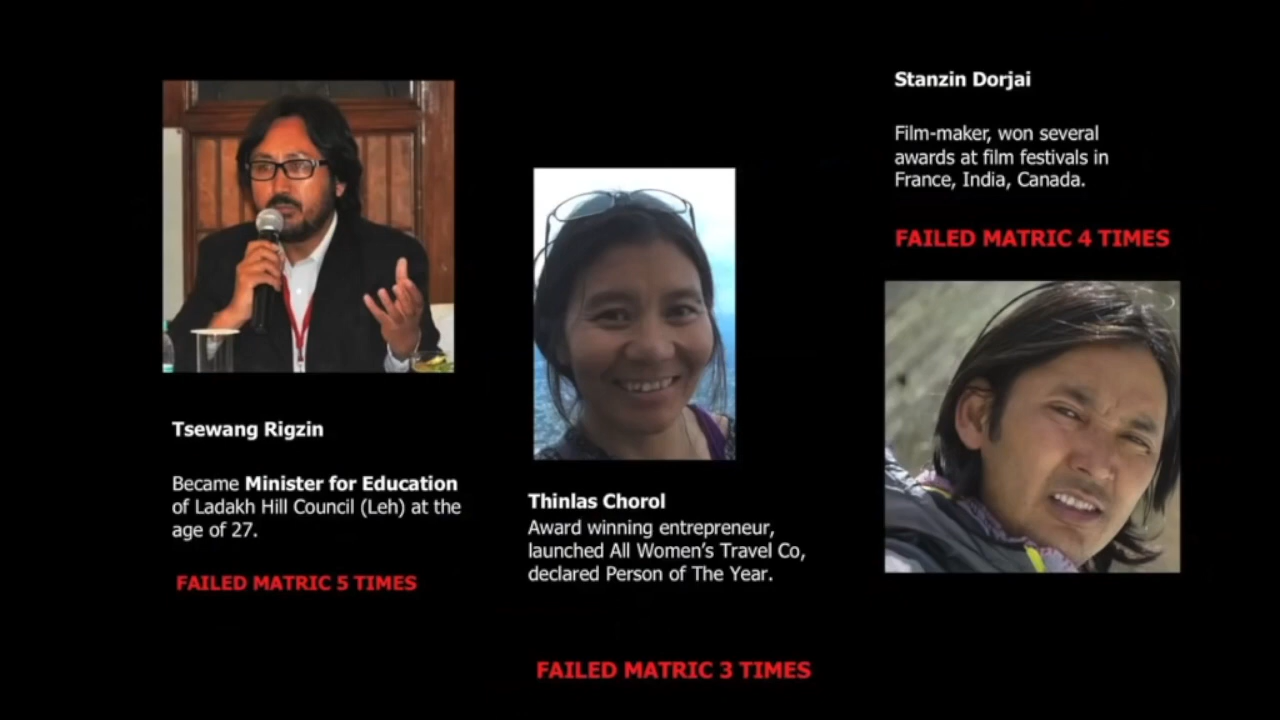 Tsewang Rigzin
Became Minister for Education
of Ladakh Hill Council (Leh) at the
age of 27.
FAILED MATRIC 5 TIMES
Thinlas Chorol
Award winning entrepreneur,
launched All Women's Travel Co,
declared Person of The Year.
FAILED MATRIC 3 TIMES
Stanzin Dorjai
Film-maker, won several
awards at film festivals in
France, India, Canada.
FAILED MATRIC 4 TIMES